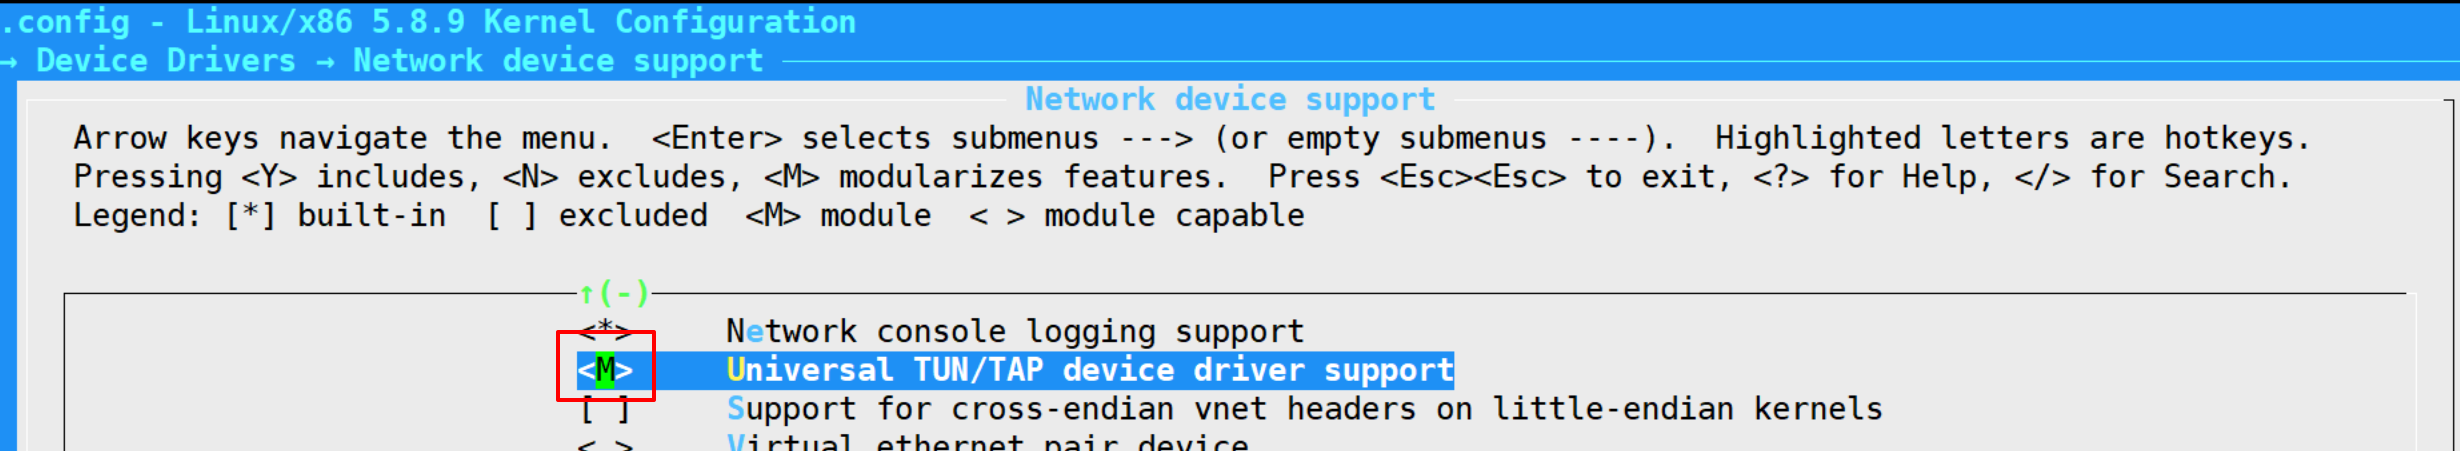 .config - Linux/x86 5.8.9 Kernel Configuration
→ Device Drivers → Network device support
Network device support
Arrow keys navigate the menu.  <Enter> selects submenus ---> (or empty submenus ----).  Highlighted letters are hotkeys.
Pressing <Y> includes, <N> excludes, <M> modularizes features.  Press <Esc><Esc> to exit, <?> for Help, </> for Search.
Legend: [*] built-in  [ ] excluded  <M> module  < > module capable
↑(-)
<*> Network console logging support
<M> Universal TUN/TAP device driver support
[ ] Support for cross-endian vnet headers on little-endian kernels
< > Virtual ethernet pair device